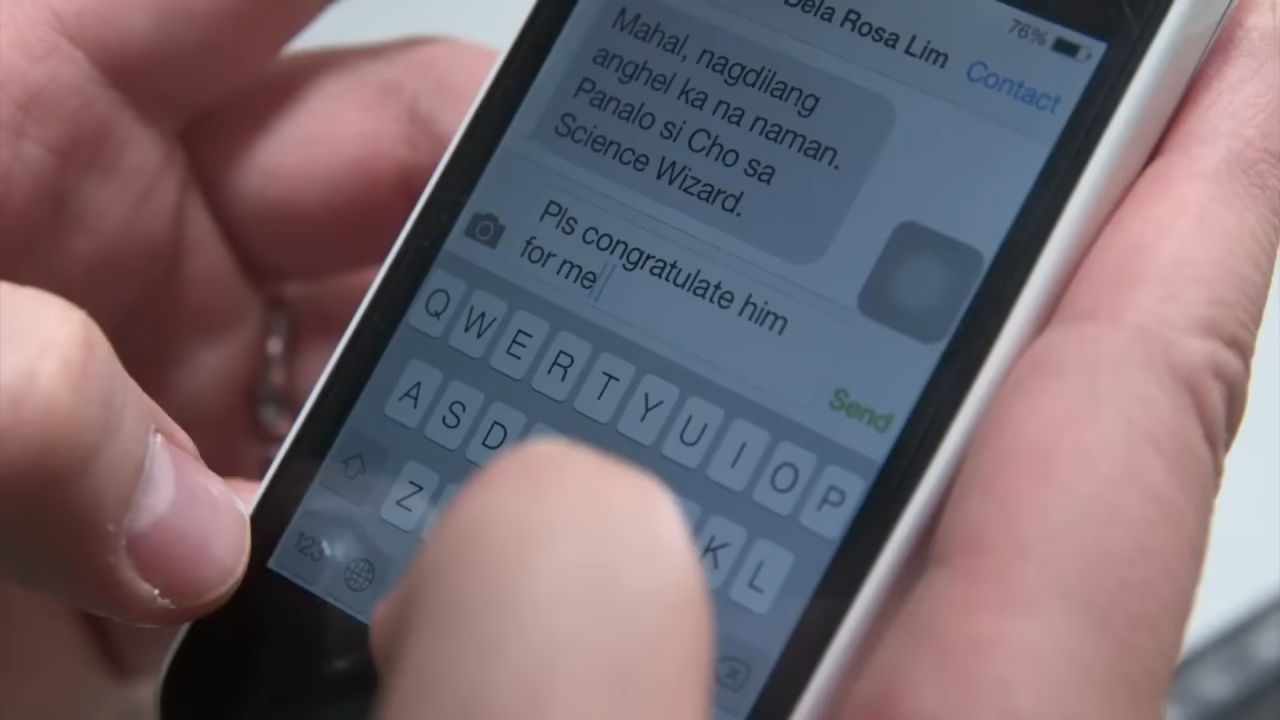 76%
Dela Rosa Lim
Contact
Mahal, nagdilang
anghel ka na naman.
Panalo si Cho sa
Science Wizard.
Pls congratulate him
for me
Send
Q W E R T Y U I O P
A S D K L
Z
123